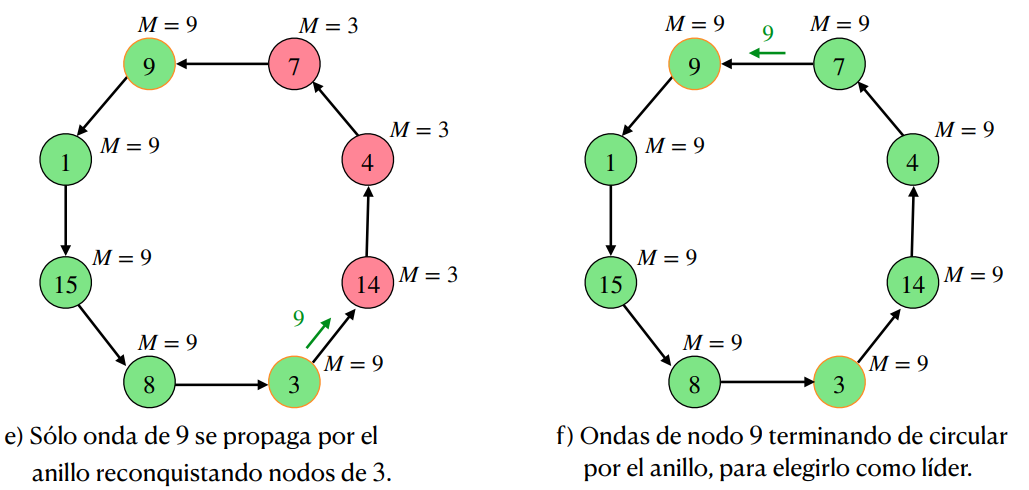 M = 9
M = 3
9
7
M = 3
4
1
M = 9
M = 9
15
14
M = 3
9
M = 9
8
3
M = 9
e) Sólo onda de 9 se propaga por el
anillo reconquistando nodos de 3.
M = 9
9
M = 9
9
7
M = 9
4
1
M = 9
M = 9
15
14
M = 9
M = 9
8
3
M = 9
f) Ondas de nodo 9 terminando de circular
por el anillo, para elegirlo como líder.